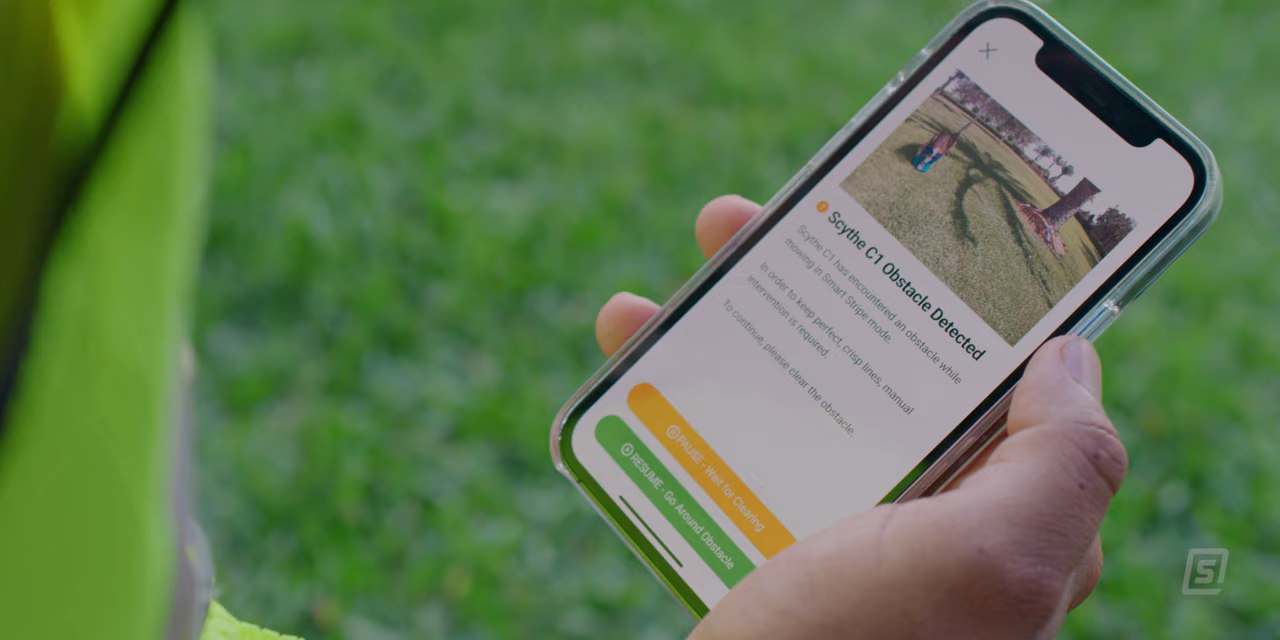 Scythe C1 Obstacle Detected
Scythe C1 has encountered an obstacle while
mowing in Smart Stripe mode.
In order to keep perfect, crisp lines, manual
intervention is required.
To continue, please clear the obstacle.
PAUSE - Wait for Clearing
RESUME - Go Around Obstacle
S